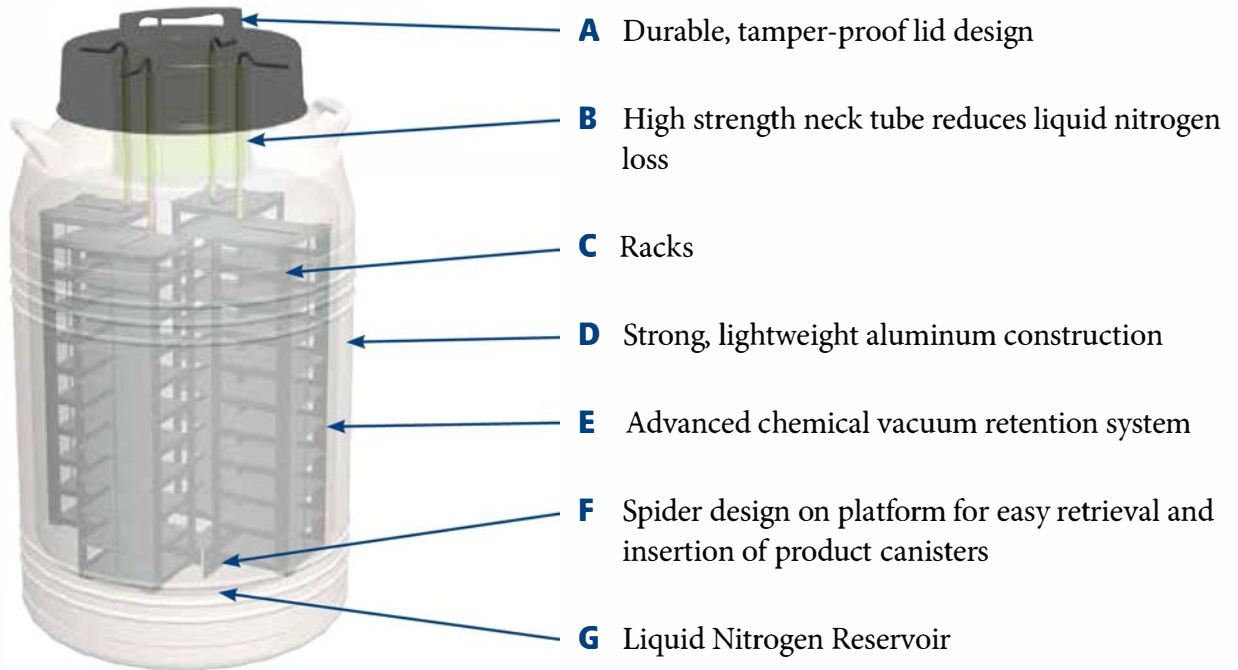 A Durable, tamper-proof lid design
B High strength neck tube reduces liquid nitrogen
loss
C Racks
D Strong, lightweight aluminum construction
E Advanced chemical vacuum retention system
F Spider design on platform for easy retrieval and
insertion of product canisters
G Liquid Nitrogen Reservoir